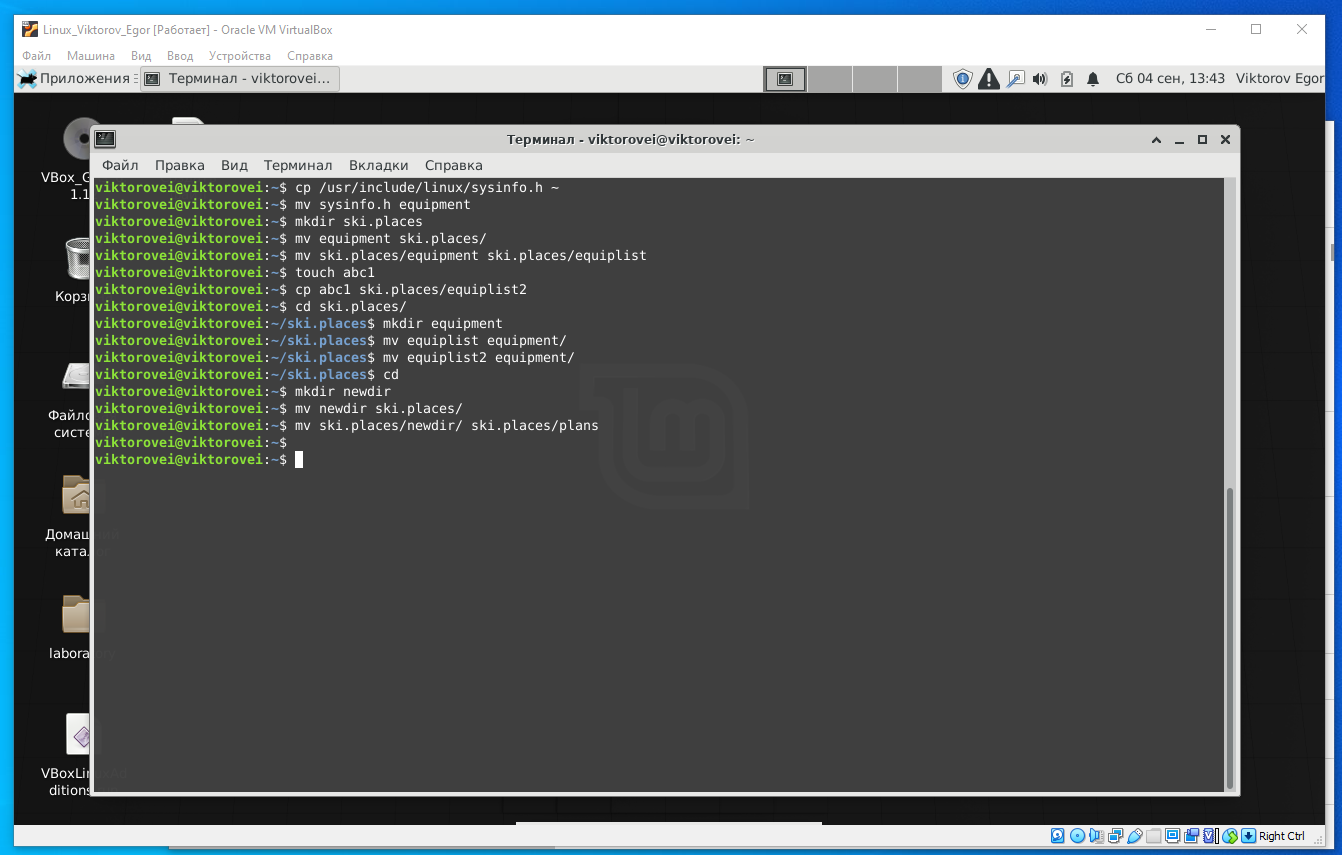 Linux_Viktorov_Egor [Работает] - Oracle VM VirtualBox
Файл Машина Вид Ввод Устройства Справка
Приложения Терминал - viktorovei... Сб 04 сен, 13:43 Viktorov Egor
Терминал - viktorovei@viktorovei: ~
Файл Правка Вид Терминал Вкладки Справка
viktorovei@viktorovei:~$ cp /usr/include/linux/sysinfo.h ~
viktorovei@viktorovei:~$ mv sysinfo.h equipment
viktorovei@viktorovei:~$ mkdir ski.places
viktorovei@viktorovei:~$ mv equipment ski.places/
viktorovei@viktorovei:~$ mv ski.places/equipment ski.places/equiplist
viktorovei@viktorovei:~$ touch abc1
viktorovei@viktorovei:~$ cp abc1 ski.places/equiplist2
viktorovei@viktorovei:~$ cd ski.places/
viktorovei@viktorovei:~/ski.places$ mkdir equipment
viktorovei@viktorovei:~/ski.places$ mv equiplist equipment/
viktorovei@viktorovei:~/ski.places$ mv equiplist2 equipment/
viktorovei@viktorovei:~/ski.places$ cd
viktorovei@viktorovei:~$ mkdir newdir
viktorovei@viktorovei:~$ mv newdir ski.places/
viktorovei@viktorovei:~$ mv ski.places/newdir/ ski.places/plans
viktorovei@viktorovei:~$
viktorovei@viktorovei:~$
VBox_G
1.1
Корз
Файло
систе
Домаш
ката
labora
VBoxLi
ditions
Right Ctrl